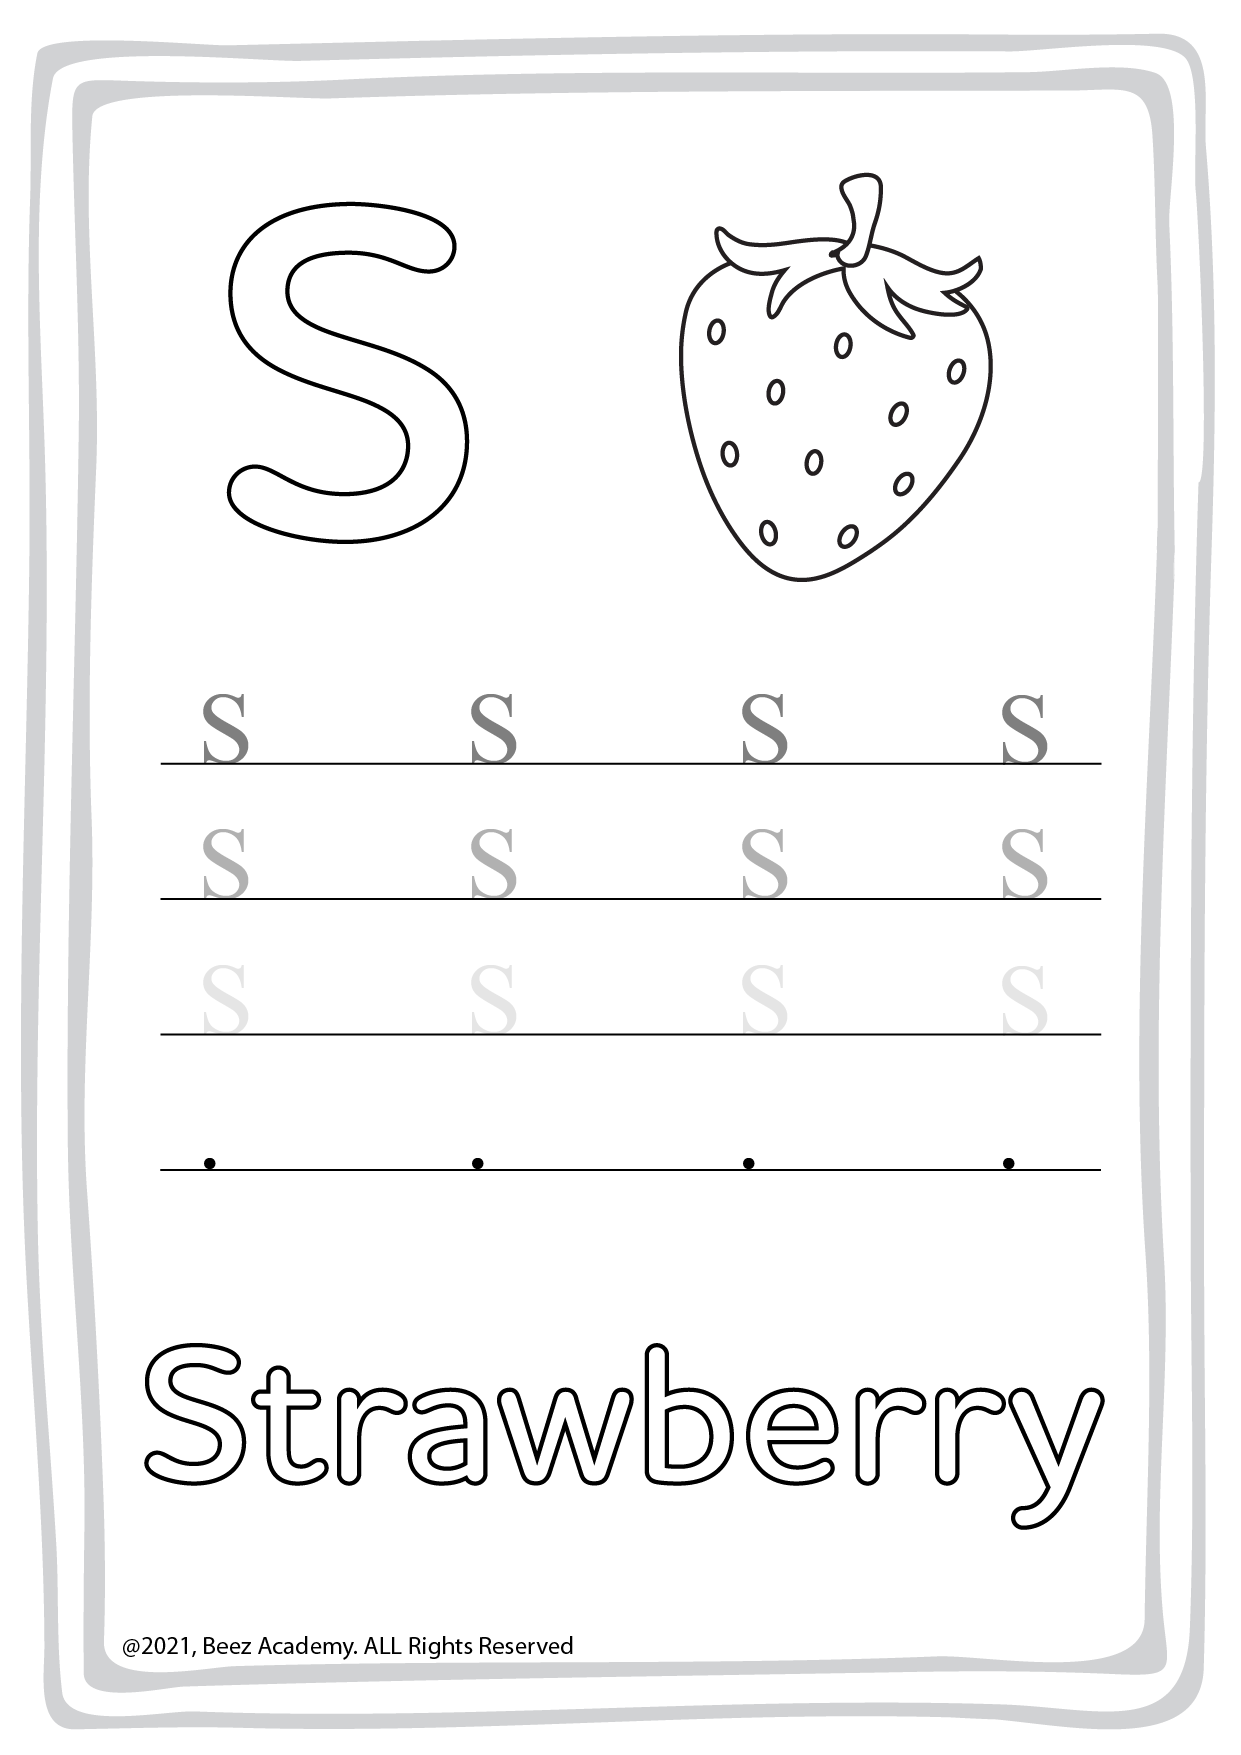 S
S S S S
S S S S
S S S S
. . . .
Strawberry
@2021, Beez Academy. ALL Rights Reserved